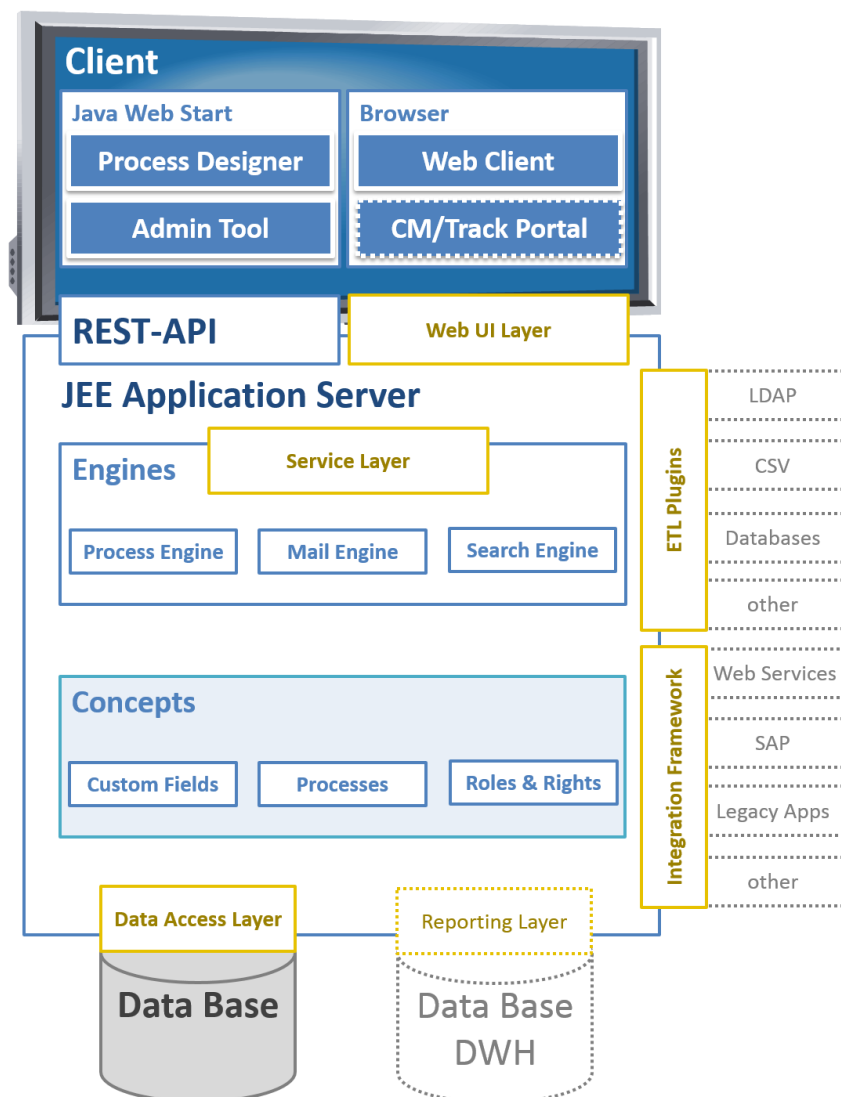 Client
Java Web Start
Process Designer
Admin Tool
Browser
Web Client
CM/Track Portal
REST-API
Web UI Layer
JEE Application Server
Engines
Service Layer
Process Engine
Mail Engine
Search Engine
Concepts
Custom Fields
Processes
Roles & Rights
ETL Plugins
LDAP
CSV
Databases
other
Integration Framework
Web Services
SAP
Legacy Apps
other
Data Access Layer
Data Base
Reporting Layer
Data Base
DWH